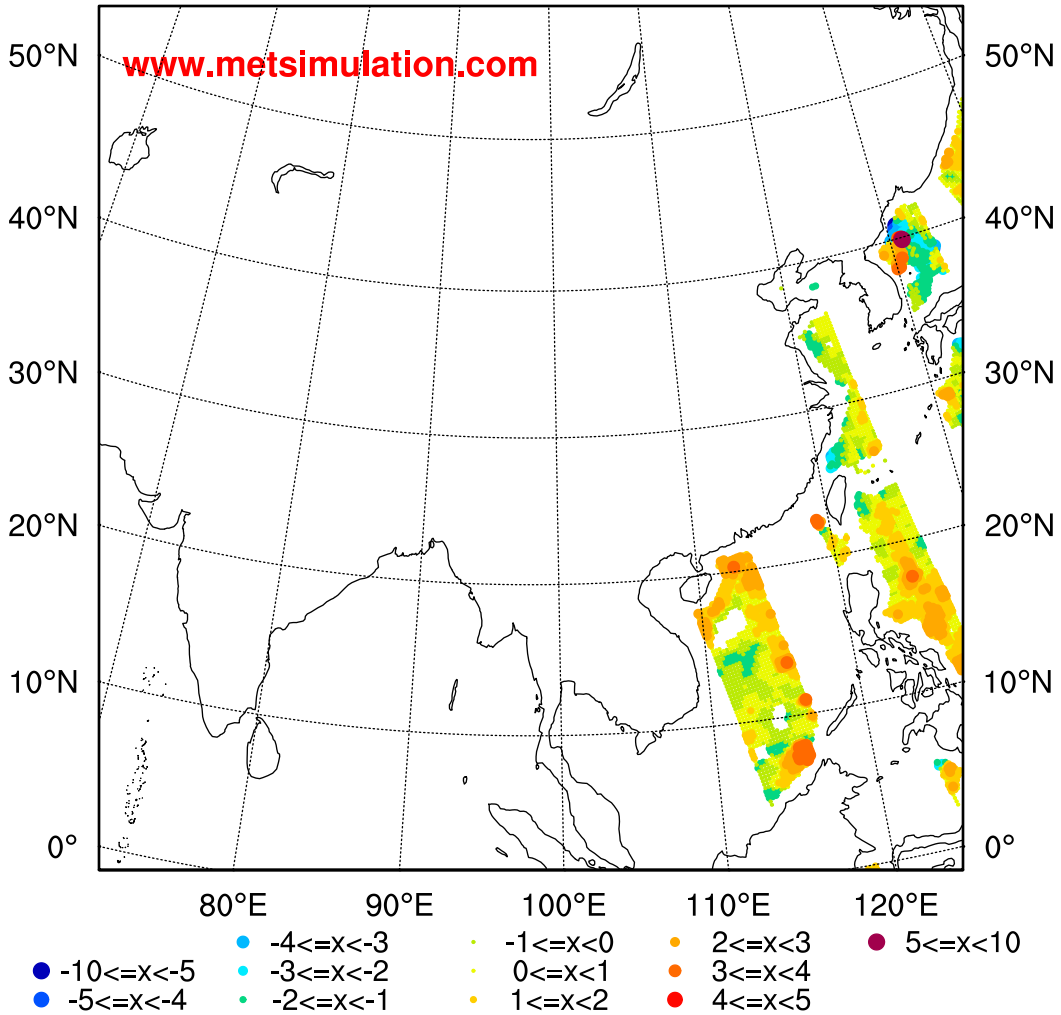 www.metsimulation.com
50°N 50°N
40°N 40°N
30°N 30°N
20°N 20°N
10°N 10°N
0° 0°
80°E 90°E 100°E 110°E 120°E
-4<=x<-3 -1<=x<0 2<=x<3 5<=x<10
-10<=x<-5 -3<=x<-2 0<=x<1 3<=x<4
-5<=x<-4 -2<=x<-1 1<=x<2 4<=x<5